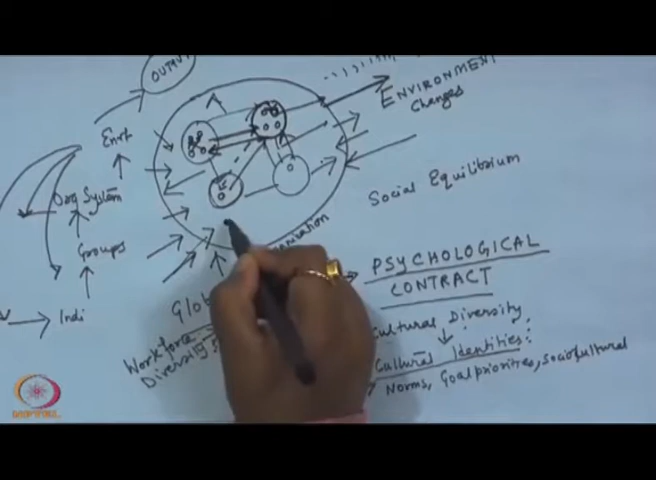 OUTPUT
ENVIRONMENT
Changes
Envt
Org System
Groups
Indi
Social Equilibrium
PSYCHOLOGICAL
CONTRACT
Workforce
Diversity
Cultural Diversity
Cultural Identities:
Norms, Goal priorities, Sociocultural